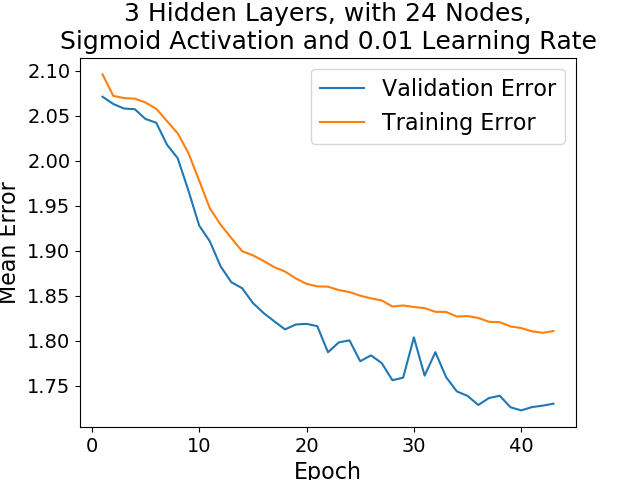 3 Hidden Layers, with 24 Nodes,
Sigmoid Activation and 0.01 Learning Rate
Validation Error
Training Error
Mean Error
2.10
2.05
2.00
1.95
1.90
1.85
1.80
1.75
0 10 20 30 40
Epoch